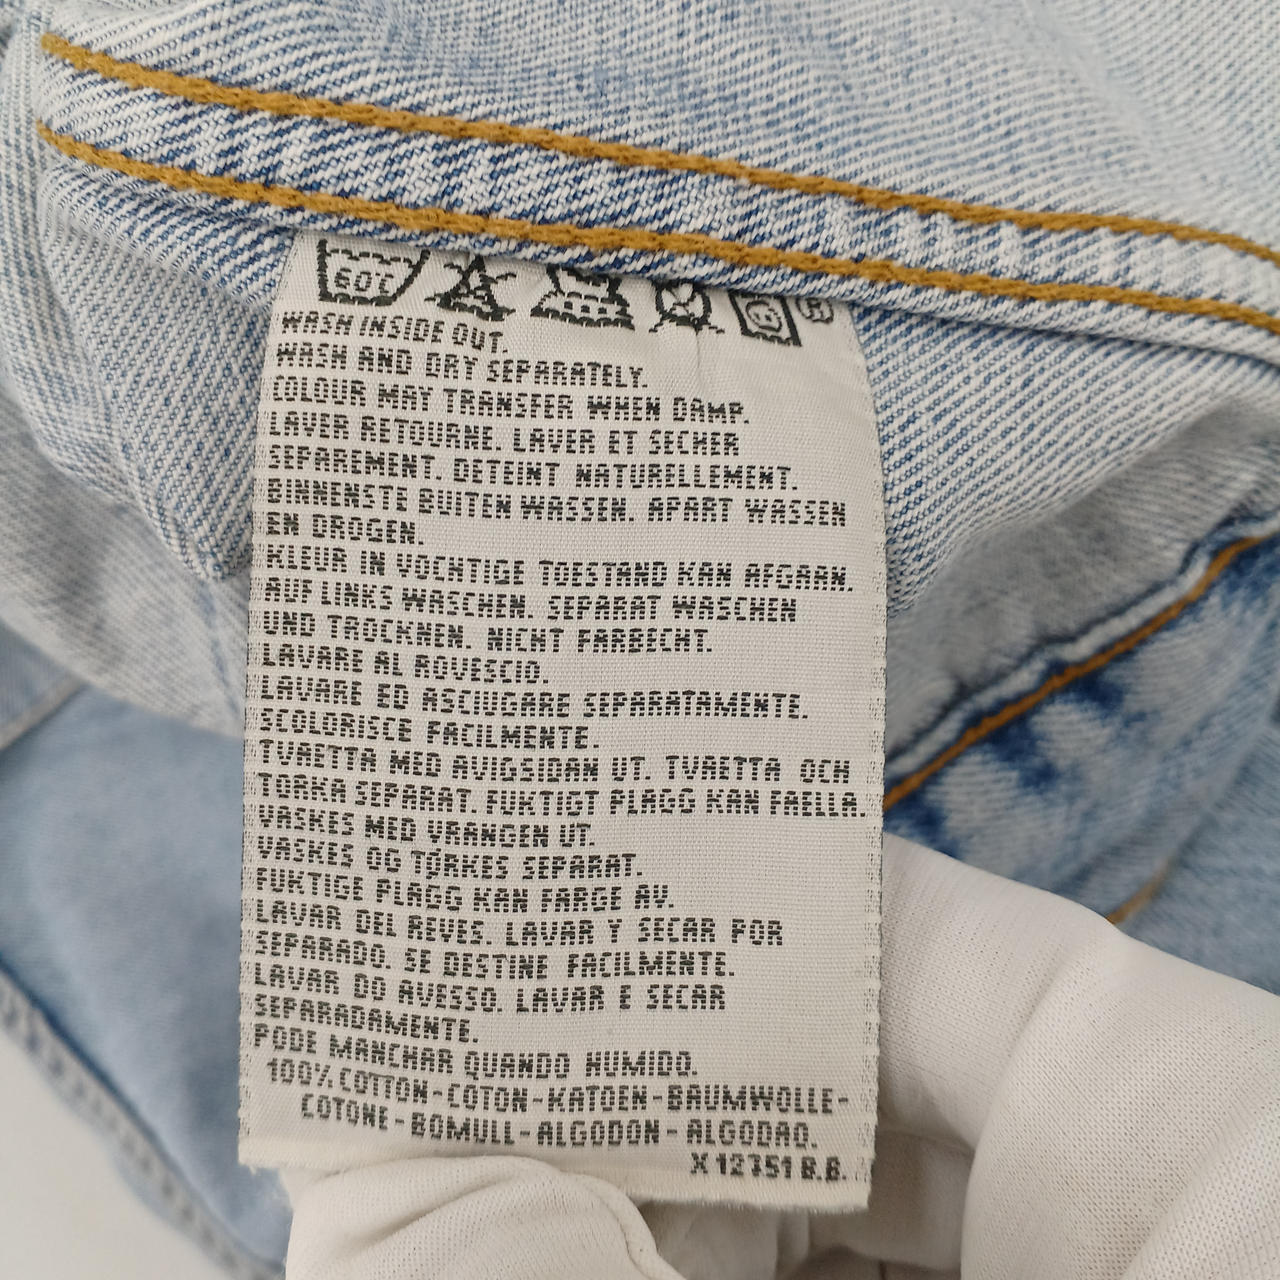 60°C
®
WASH INSIDE OUT.
WASH AND DRY SEPARATELY.
COLOUR MAY TRANSFER WHEN DAMP.
LAVER RETOURNE. LAVER ET SECHER
SEPAREMENT. DETEINT NATURELLEMENT.
BINNENSTE BUITEN WASSEN. APART WASSEN
EN DROGEN.
KLEUR IN VOCHTIGE TOESTAND KAN AFGAAN.
AUF LINKS WASCHEN. SEPARAT WASCHEN
UND TROCKNEN. NICHT FARBECHT.
LAVARE AL ROVESCIO.
LAVARE ED ASCIUGARE SEPARATAMENTE.
SCOLORISCE FACILMENTE.
TVAETTA MED AVIGSIDAN UT. TVAETTA OCH
TORKA SEPARAT. FUKTIGT PLAGG KAN FAELLA.
VASKES MED VRANGEN UT.
VASKES OG TØRKES SEPARAT.
FUKTIGE PLAGG KAN FARGE AV.
LAVAR DEL REVES. LAVAR Y SECAR POR
SEPARADO. SE DESTINE FACILMENTE.
LAVAR DO AVESSO. LAVAR E SECAR
SEPARADAMENTE.
PODE MANCHAR QUANDO HUMIDO.
100% COTTON-COTON-KATOEN-BAUMWOLLE-
COTONE-BOMULL-ALGODON-ALGODAO.
X 12751 B.B.